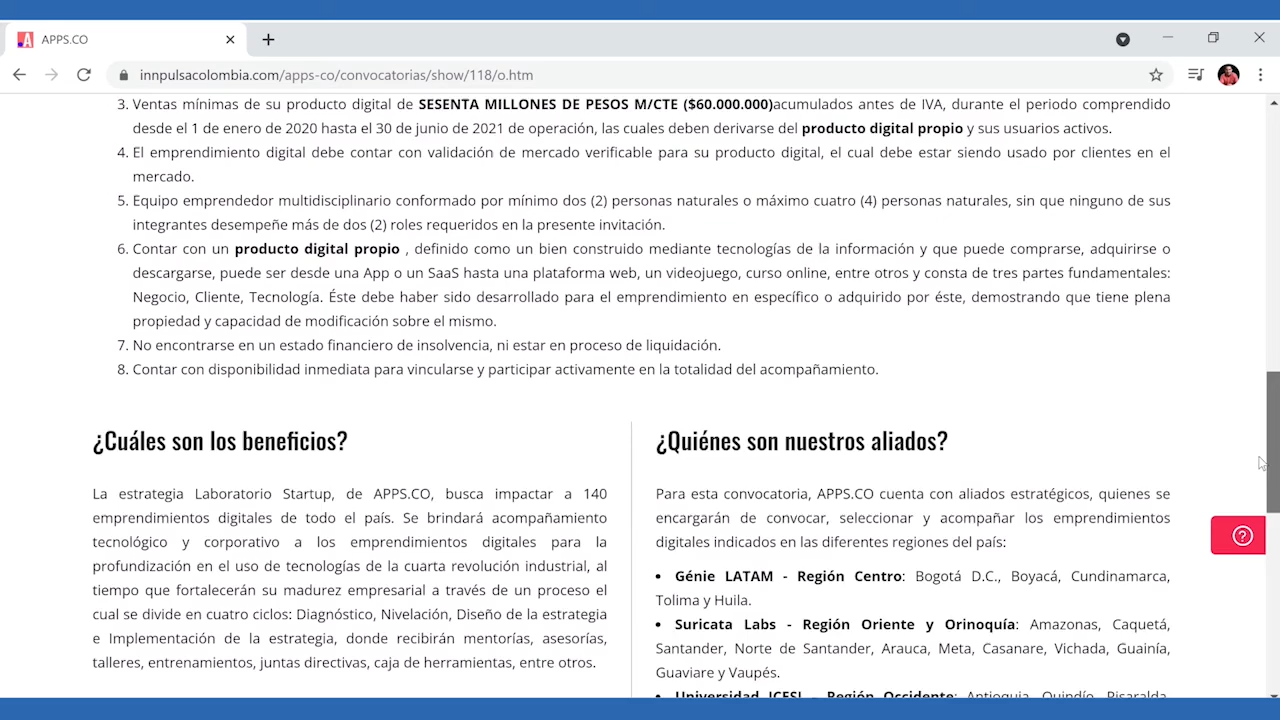 APPS.CO
innpulsacolombia.com/apps-co/convocatorias/show/118/o.htm
3. Ventas mínimas de su producto digital de SESENTA MILLONES DE PESOS M/CTE ($60.000.000)acumulados antes de IVA, durante el periodo comprendido
desde el 1 de enero de 2020 hasta el 30 de junio de 2021 de operación, las cuales deben derivarse del producto digital propio y sus usuarios activos.
4. El emprendimiento digital debe contar con validación de mercado verificable para su producto digital, el cual debe estar siendo usado por clientes en el
mercado.
5. Equipo emprendedor multidisciplinario conformado por mínimo dos (2) personas naturales o máximo cuatro (4) personas naturales, sin que ninguno de sus
integrantes desempeñe más de dos (2) roles requeridos en la presente invitación.
6. Contar con un producto digital propio , definido como un bien construido mediante tecnologías de la información y que puede comprarse, adquirirse o
descargarse, puede ser desde una App o un SaaS hasta una plataforma web, un videojuego, curso online, entre otros y consta de tres partes fundamentales:
Negocio, Cliente, Tecnología. Éste debe haber sido desarrollado para el emprendimiento en específico o adquirido por éste, demostrando que tiene plena
propiedad y capacidad de modificación sobre el mismo.
7. No encontrarse en un estado financiero de insolvencia, ni estar en proceso de liquidación.
8. Contar con disponibilidad inmediata para vincularse y participar activamente en la totalidad del acompañamiento.
¿Cuáles son los beneficios?
La estrategia Laboratorio Startup, de APPS.CO, busca impactar a 140
emprendimientos digitales de todo el país. Se brindará acompañamiento
tecnológico y corporativo a los emprendimientos digitales para la
profundización en el uso de tecnologías de la cuarta revolución industrial, al
tiempo que fortalecerán su madurez empresarial a través de un proceso el
cual se divide en cuatro ciclos: Diagnóstico, Nivelación, Diseño de la estrategia
e Implementación de la estrategia, donde recibirán mentorías, asesorías,
talleres, entrenamientos, juntas directivas, caja de herramientas, entre otros.
¿Quiénes son nuestros aliados?
Para esta convocatoria, APPS.CO cuenta con aliados estratégicos, quienes se
encargarán de convocar, seleccionar y acompañar los emprendimientos
digitales indicados en las diferentes regiones del país:
• Génie LATAM - Región Centro: Bogotá D.C., Boyacá, Cundinamarca,
Tolima y Huila.
• Suricata Labs - Región Oriente y Orinoquía: Amazonas, Caquetá,
Santander, Norte de Santander, Arauca, Meta, Casanare, Vichada, Guainía,
Guaviare y Vaupés.
• Universidad ICESI - Región Occidente: Antioquia, Quindío, Risaralda,